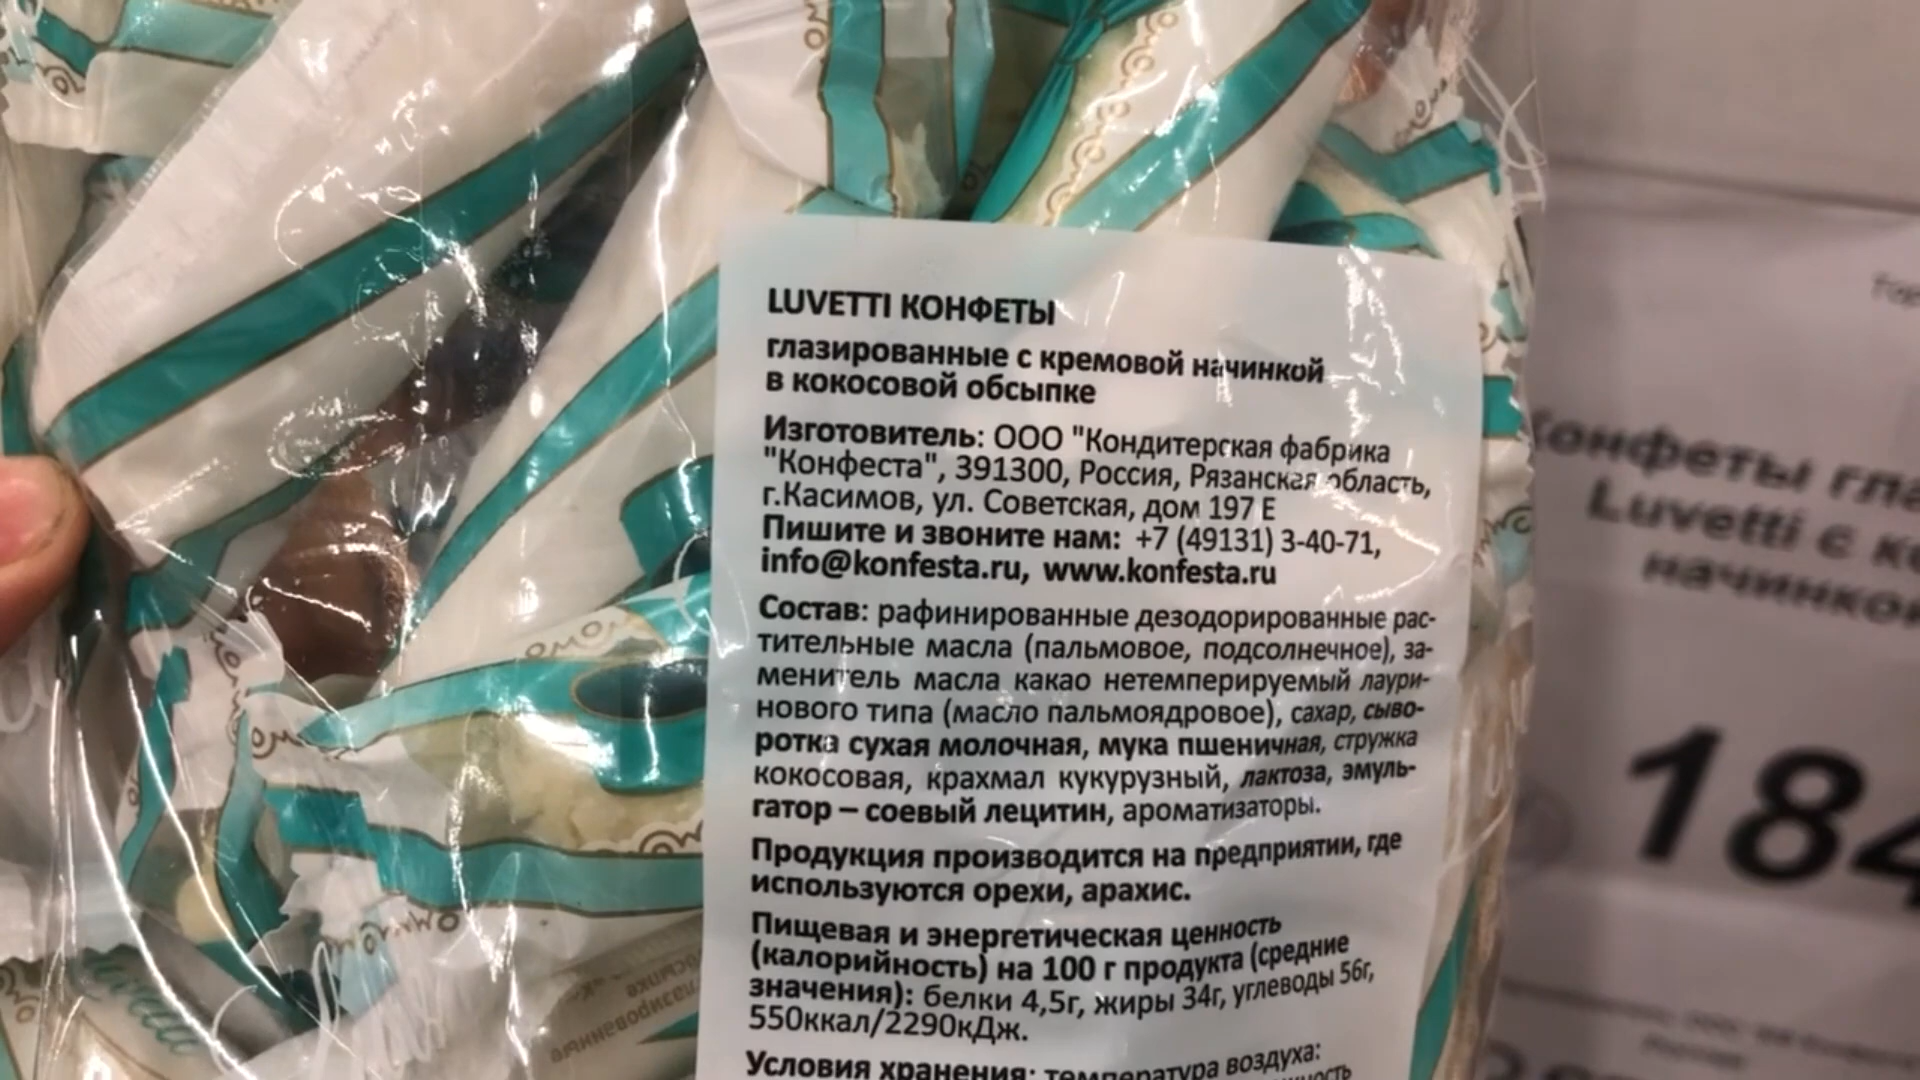 LUVETTI КОНФЕТЫ
глазированные с кремовой начинкой
в кокосовой обсыпке
Изготовитель: ООО "Кондитерская фабрика
"Конфеста", 391300, Россия, Рязанская область,
г.Касимов, ул. Советская, дом 197 Е
Пишите и звоните нам: +7 (49131) 3-40-71,
info@konfesta.ru, www.konfesta.ru
Состав: рафинированные дезодорированные рас-
тительные масла (пальмовое, подсолнечное), за-
менитель масла какао нетемперируемый лаури-
нового типа (масло пальмоядровое), сахар, сыво-
ротка сухая молочная, мука пшеничная, стружка
кокосовая, крахмал кукурузный, лактоза, эмуль-
гатор – соевый лецитин, ароматизаторы.
Продукция производится на предприятии, где
используются орехи, арахис.
Пищевая и энергетическая ценность
(калорийность) на 100 г продукта (средние
значения): белки 4,5г, жиры 34г, углеводы 56г,
550ккал/2290кДж.
Условия хранения: температура воздуха:
Конфеты гла
Luvetti с ко
начинкой
184
Luvetti
глазированные